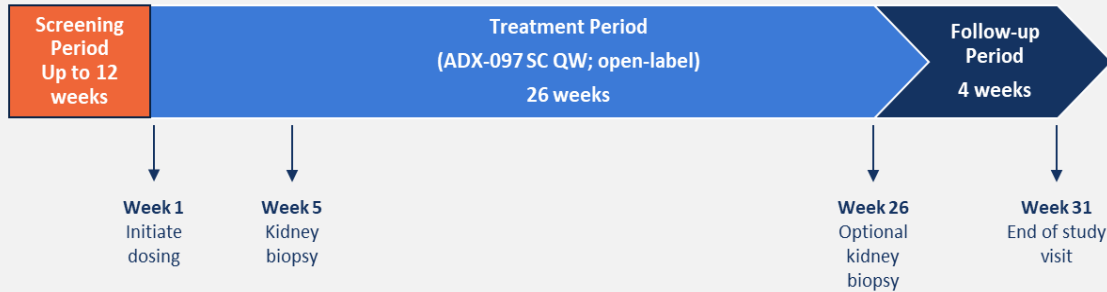 Screening
Period
Up to 12
weeks
Treatment Period
(ADX-097 SC QW; open-label)
26 weeks
Follow-up
Period
4 weeks
Week 1
Initiate
dosing
Week 5
Kidney
biopsy
Week 26
Optional
kidney
biopsy
Week 31
End of study
visit